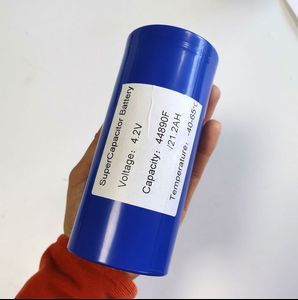 SuperCapacitor Battery
Voltage: 4.2V
Capacity: 44890F
/21.2AH
Temperature: -40-65℃